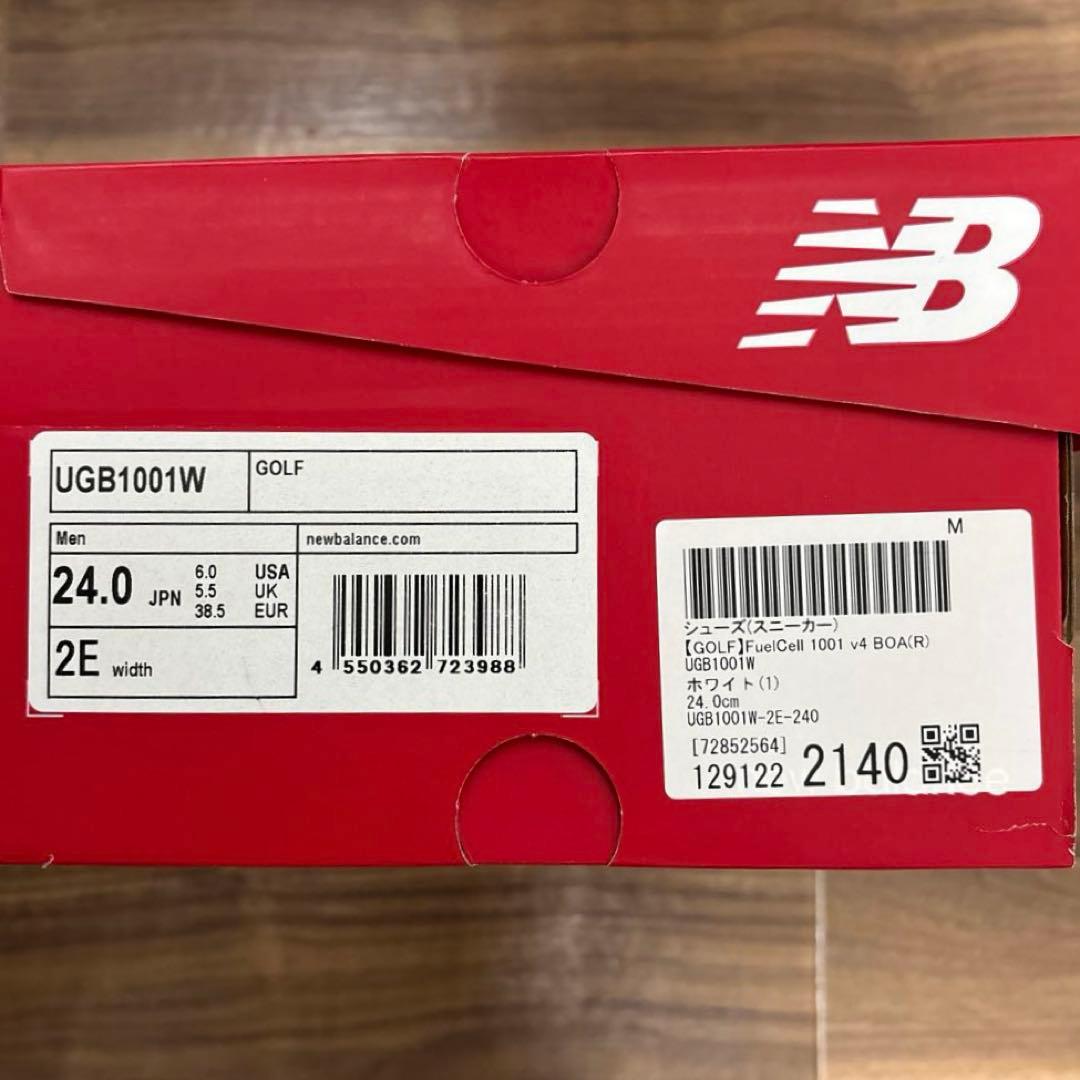 NB
UGB1001W
GOLF
Men
newbalance.com
24.0 JPN
6.0 USA
5.5 UK
38.5 EUR
2E width
4 550362 723988
M
シューズ(スニーカー)
【GOLF】FuelCell 1001 v4 BOA(R)
UGB1001W
ホワイト(1)
24.0cm
UGB1001W-2E-240
[72852564]
129122 2140